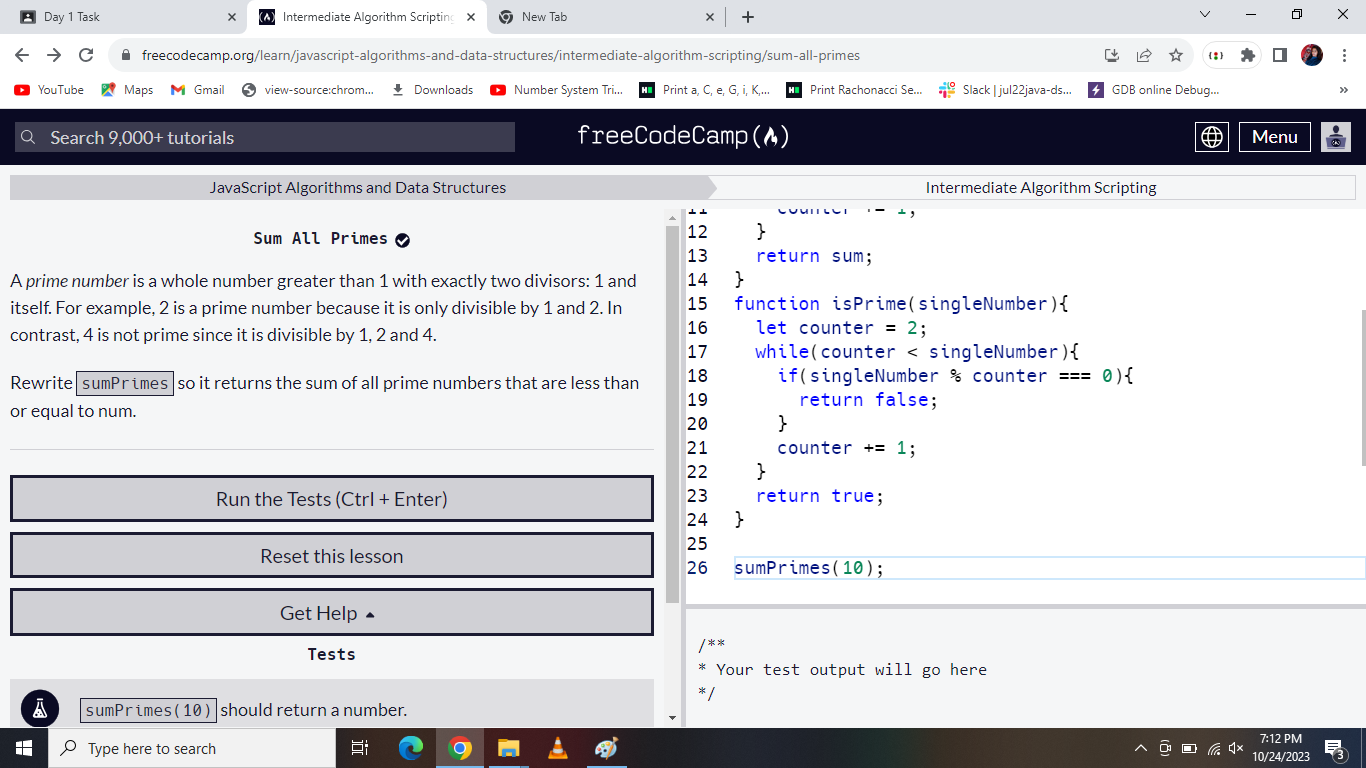 Day 1 Task
Intermediate Algorithm Scripting
New Tab
freecodecamp.org/learn/javascript-algorithms-and-data-structures/intermediate-algorithm-scripting/sum-all-primes
YouTube Maps Gmail view-source:chrom... Downloads Number System Tri... Print a, C, e, G, i, K,... Print Rachonacci Se... Slack | jul22java-ds... GDB online Debug... »
Search 9,000+ tutorials
freeCodeCamp
Menu
JavaScript Algorithms and Data Structures
Intermediate Algorithm Scripting
Sum All Primes
A prime number is a whole number greater than 1 with exactly two divisors: 1 and
itself. For example, 2 is a prime number because it is only divisible by 1 and 2. In
contrast, 4 is not prime since it is divisible by 1, 2 and 4.
Rewrite sumPrimes so it returns the sum of all prime numbers that are less than
or equal to num.
Run the Tests (Ctrl + Enter)
Reset this lesson
Get Help
Tests
sumPrimes(10) should return a number.
11 counter += 1;
12 }
13 return sum;
14 }
15 function isPrime(singleNumber){
16 let counter = 2;
17 while(counter < singleNumber){
18 if(singleNumber % counter === 0){
19 return false;
20 }
21 counter += 1;
22 }
23 return true;
24 }
25
26 sumPrimes(10);
/**
* Your test output will go here
*/
Type here to search
7:12 PM
10/24/2023
3